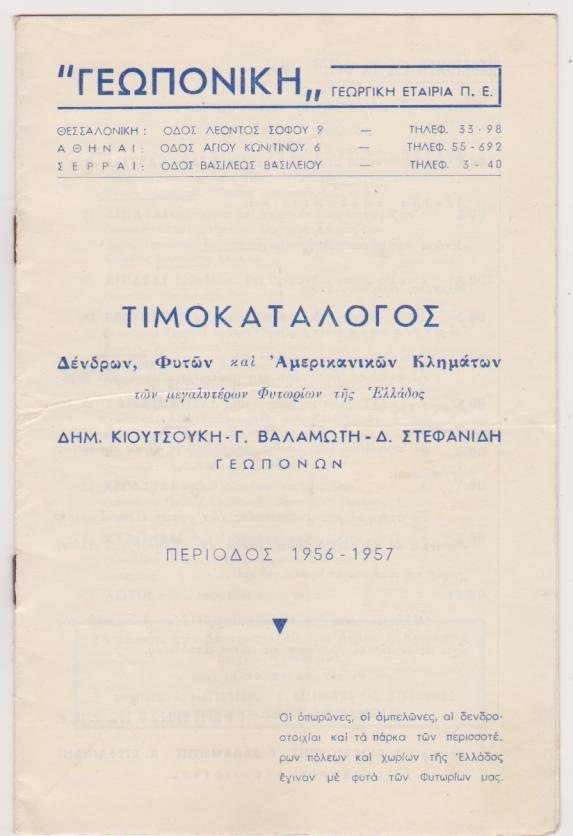 "ΓΕΩΠΟΝΙΚΗ„ ΓΕΩΡΓΙΚΗ ΕΤΑΙΡΙΑ Π. Ε.
ΘΕΣΣΑΛΟΝΙΚΗ: ΟΔΟΣ ΛΕΟΝΤΟΣ ΣΟΦΟΥ 9 — ΤΗΛΕΦ. 33-98
ΑΘΗΝΑΙ: ΟΔΟΣ ΑΓΙΟΥ ΚΩΝ/ΤΙΝΟΥ 6 — ΤΗΛΕΦ. 55-692
ΣΕΡΡΑΙ: ΟΔΟΣ ΒΑΣΙΛΕΩΣ ΒΑΣΙΛΕΙΟΥ — ΤΗΛΕΦ. 3-40
ΤΙΜΟΚΑΤΑΛΟΓΟΣ
Δένδρων, Φυτῶν καὶ Ἀμερικανικῶν Κλημάτων
τῶν μεγαλυτέρων Φυτωρίων τῆς Ἑλλάδος
ΔΗΜ. ΚΙΟΥΤΣΟΥΚΗ - Γ. ΒΑΛΑΜΩΤΗ - Δ. ΣΤΕΦΑΝΙΔΗ
ΓΕΩΠΟΝΩΝ
ΠΕΡΙΟΔΟΣ 1956 - 1957
Οἱ ὀπωρῶνες, οἱ ἀμπελῶνες, αἱ δενδρο-
στοιχίαι καὶ τὰ πάρκα τῶν περισσοτέ.
ρων πόλεων καὶ χωρίων τῆς Ἑλλάδος
ἔγιναν μὲ φυτὰ τῶν Φυτωρίων μας.